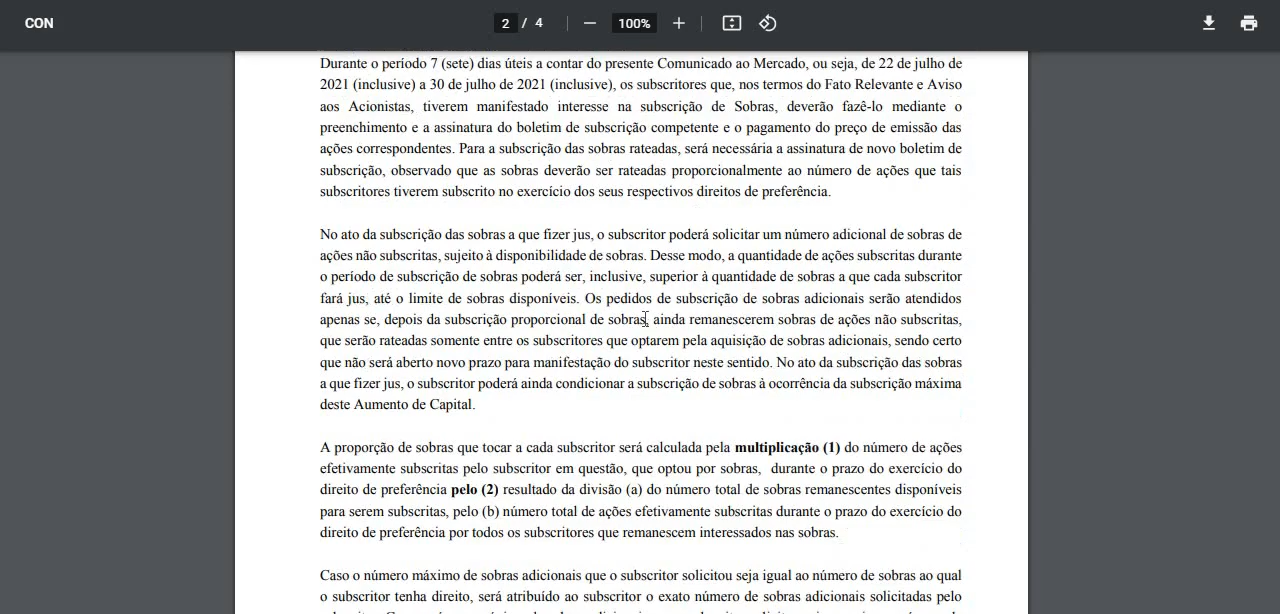 CON
2 / 4
100%
Durante o período 7 (sete) dias úteis a contar do presente Comunicado ao Mercado, ou seja, de 22 de julho de
2021 (inclusive) a 30 de julho de 2021 (inclusive), os subscritores que, nos termos do Fato Relevante e Aviso
aos Acionistas, tiverem manifestado interesse na subscrição de Sobras, deverão fazê-lo mediante o
preenchimento e a assinatura do boletim de subscrição competente e o pagamento do preço de emissão das
ações correspondentes. Para a subscrição das sobras rateadas, será necessária a assinatura de novo boletim de
subscrição, observado que as sobras deverão ser rateadas proporcionalmente ao número de ações que tais
subscritores tiverem subscrito no exercício dos seus respectivos direitos de preferência.
No ato da subscrição das sobras a que fizer jus, o subscritor poderá solicitar um número adicional de sobras de
ações não subscritas, sujeito à disponibilidade de sobras. Desse modo, a quantidade de ações subscritas durante
o período de subscrição de sobras poderá ser, inclusive, superior à quantidade de sobras a que cada subscritor
fará jus, até o limite de sobras disponíveis. Os pedidos de subscrição de sobras adicionais serão atendidos
apenas se, depois da subscrição proporcional de sobras, ainda remanescerem sobras de ações não subscritas,
que serão rateadas somente entre os subscritores que optarem pela aquisição de sobras adicionais, sendo certo
que não será aberto novo prazo para manifestação do subscritor neste sentido. No ato da subscrição das sobras
a que fizer jus, o subscritor poderá ainda condicionar a subscrição de sobras à ocorrência da subscrição máxima
deste Aumento de Capital.
A proporção de sobras que tocar a cada subscritor será calculada pela multiplicação (1) do número de ações
efetivamente subscritas pelo subscritor em questão, que optou por sobras, durante o prazo do exercício do
direito de preferência pelo (2) resultado da divisão (a) do número total de sobras remanescentes disponíveis
para serem subscritas, pelo (b) número total de ações efetivamente subscritas durante o prazo do exercício do
direito de preferência por todos os subscritores que remanescem interessados nas sobras.
Caso o número máximo de sobras adicionais que o subscritor solicitou seja igual ao número de sobras ao qual
o subscritor tenha direito, será atribuído ao subscritor o exato número de sobras adicionais solicitadas pelo